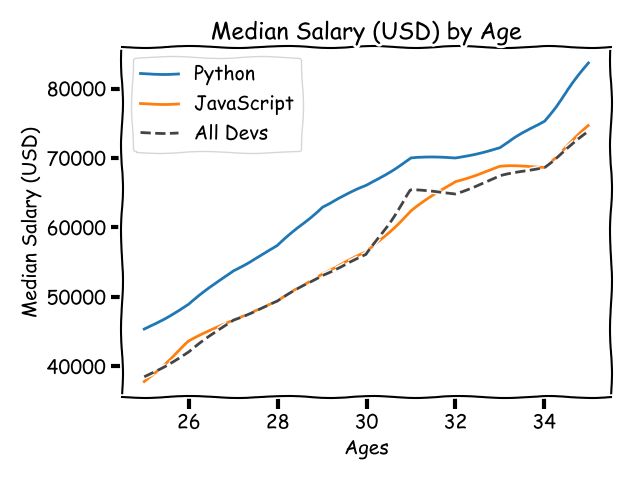 Median Salary (USD) by Age
Python
JavaScript
All Devs
80000
70000
60000
50000
40000
Median Salary (USD)
26 28 30 32 34
Ages